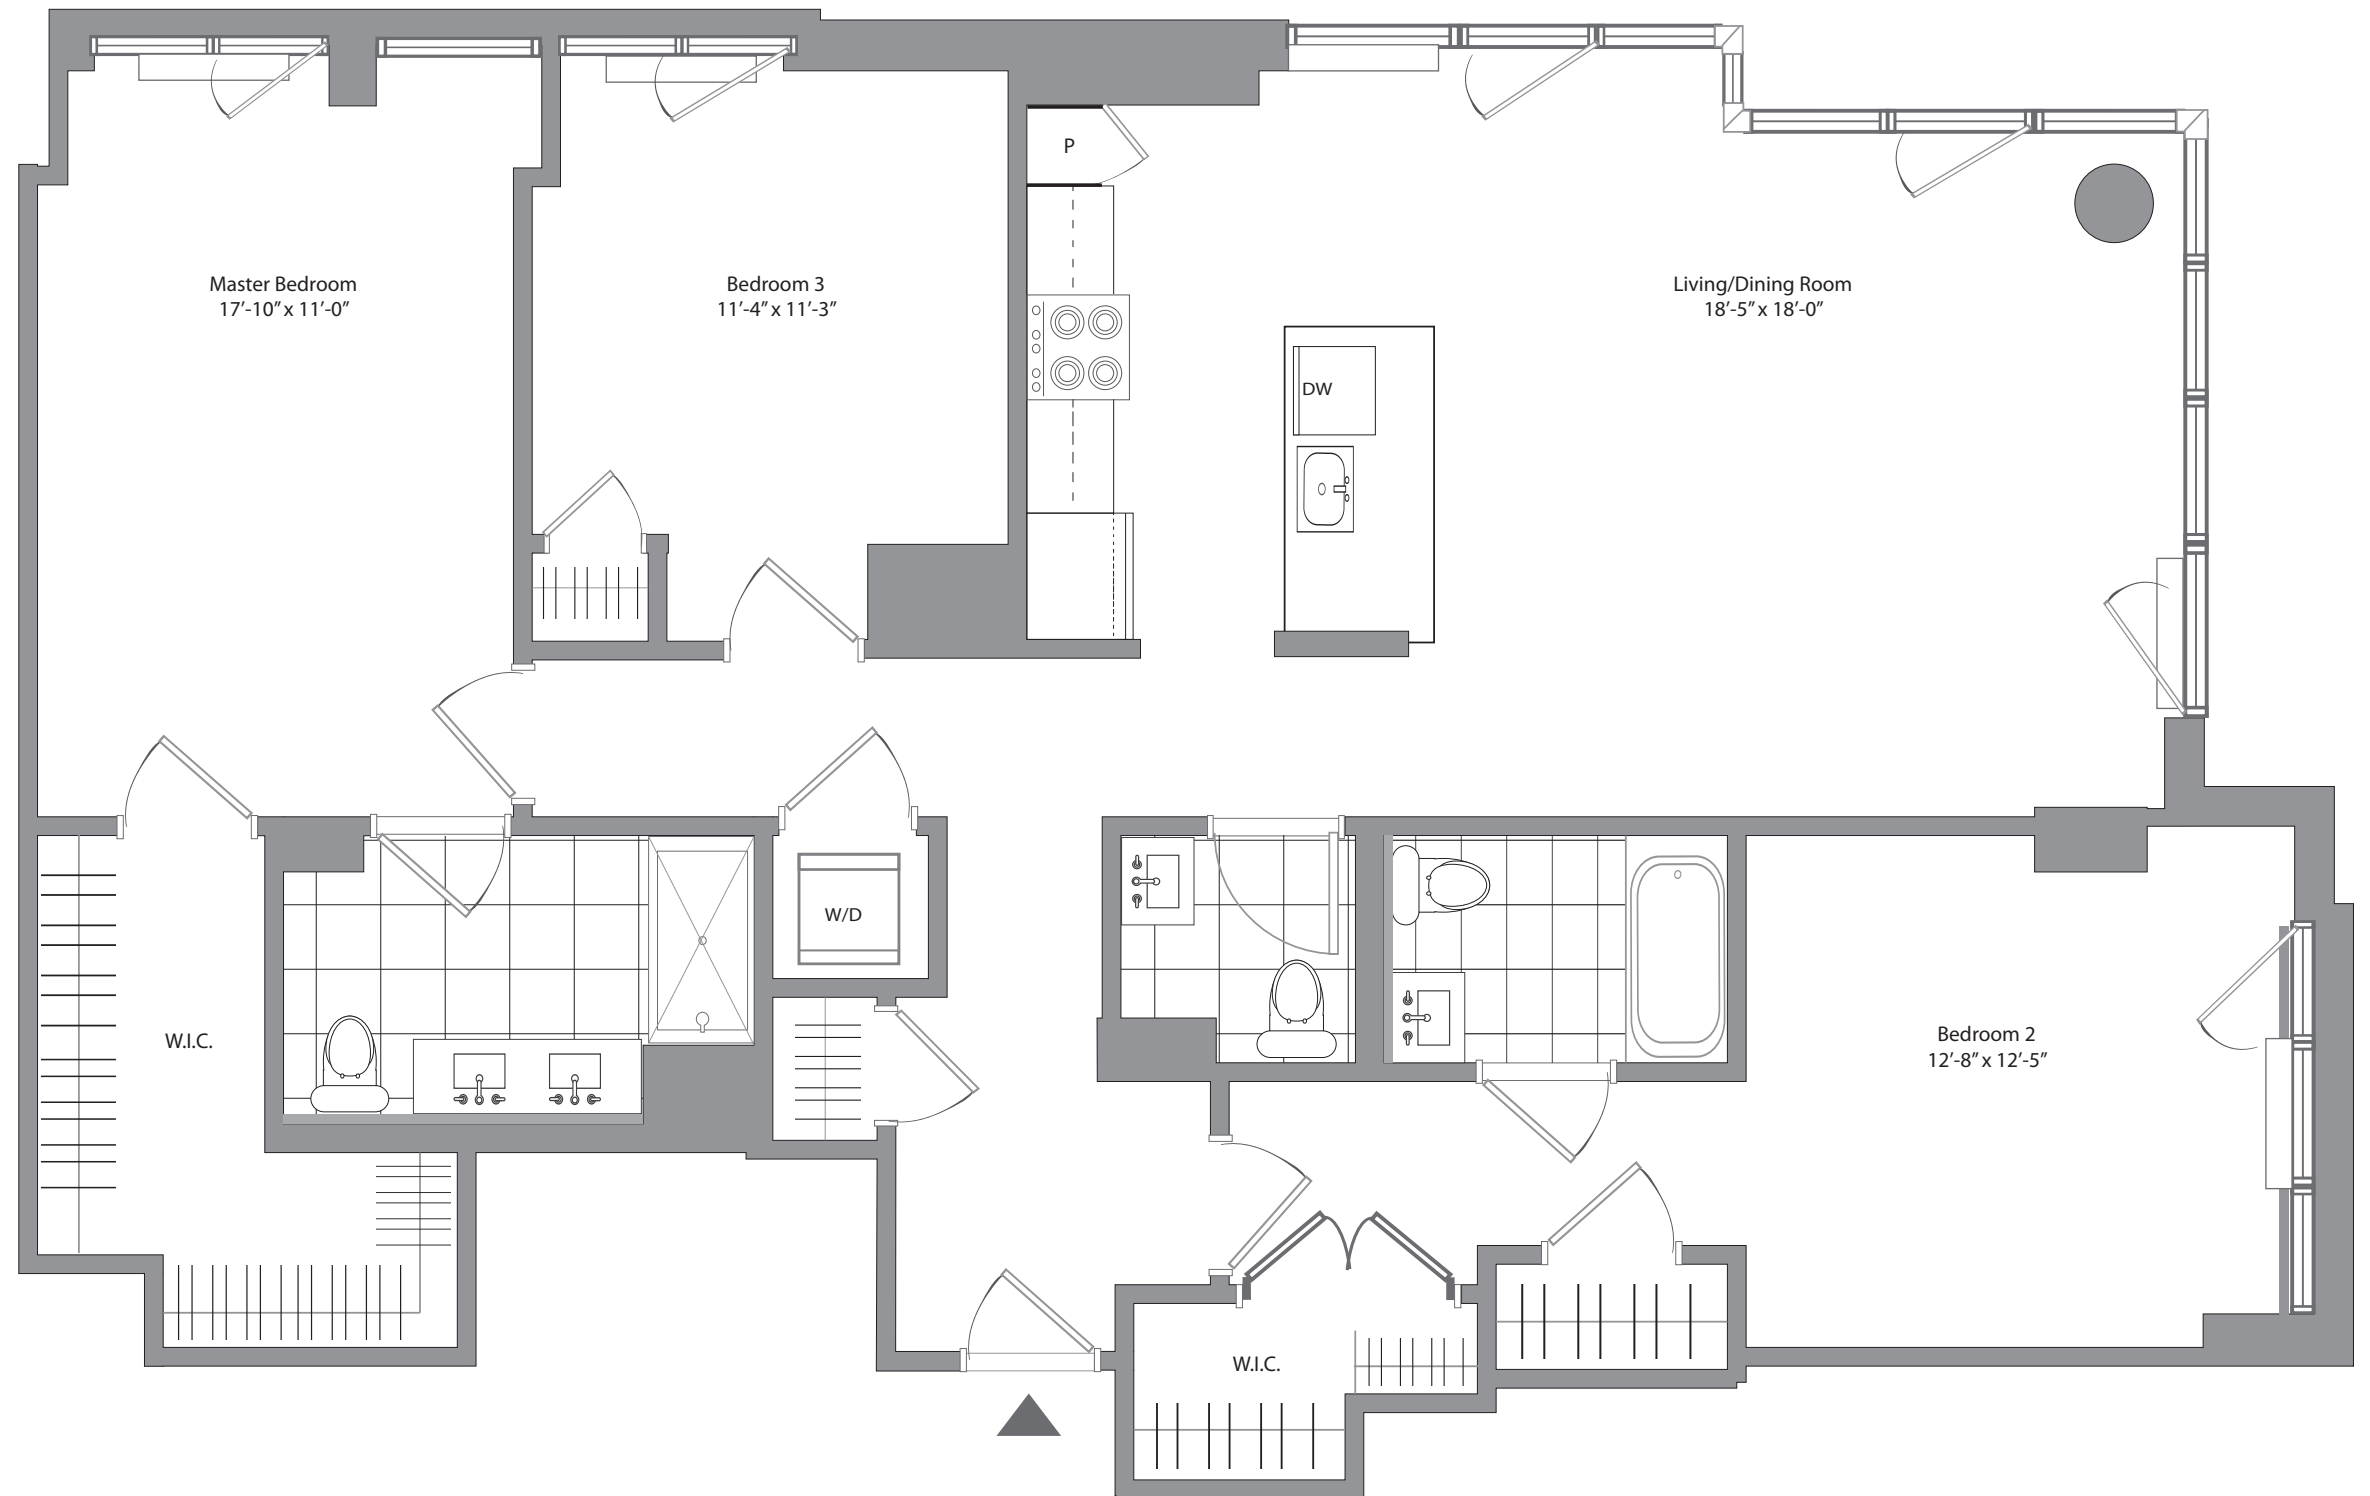 P
Master Bedroom
17’-10” x 11’-0”
Bedroom 3
11’-4” x 11’-3”
Living/Dining Room
18’-5” x 18’-0”
DW
W/D
W.I.C.
Bedroom 2
12’-8” x 12’-5”
W.I.C.